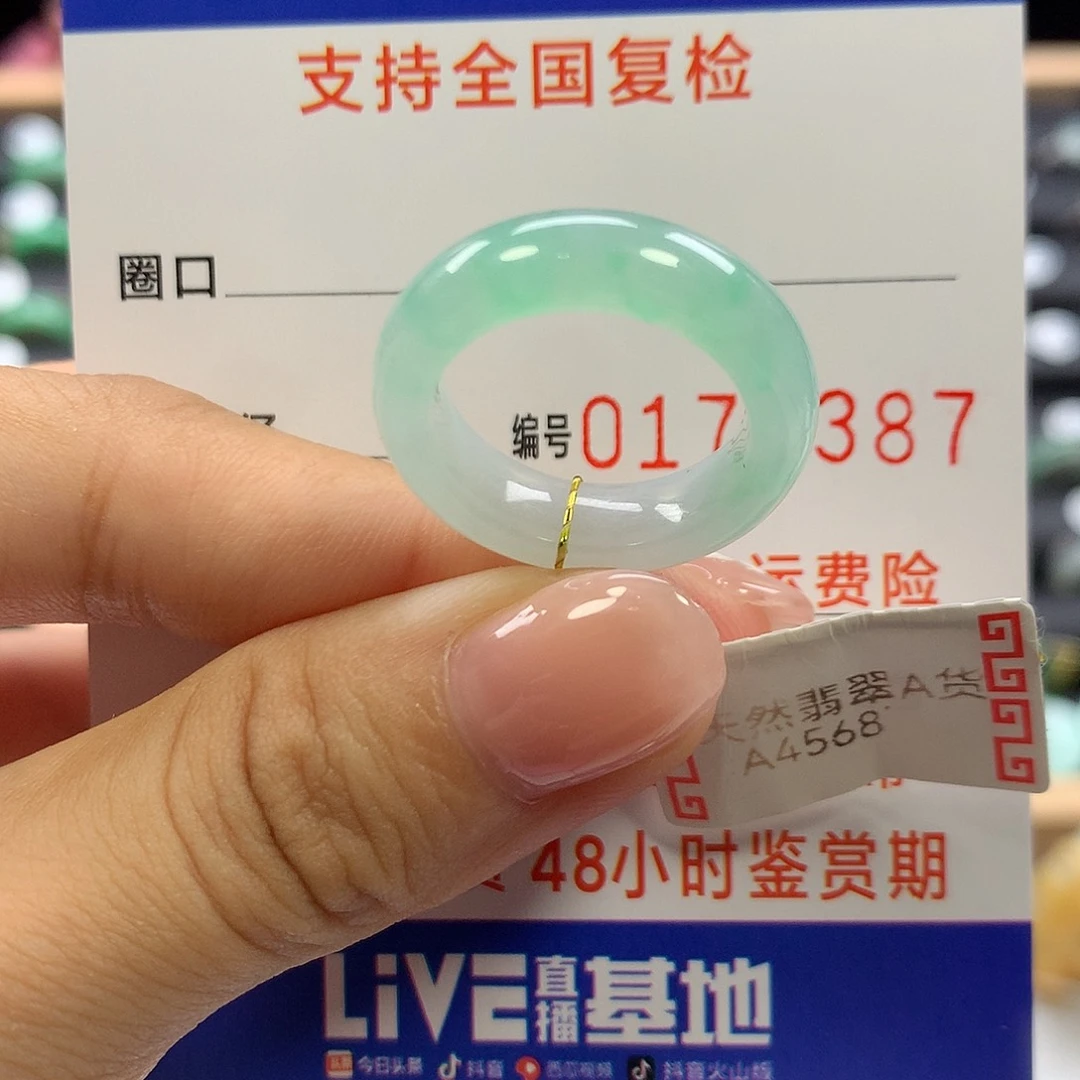 支持全国复检
圈口
编号 017 387
运费险
天然翡翠A货
A4568
48小时鉴赏期
LiVE直播基地
头条 今日头条 抖音 西瓜视频 抖音火山版